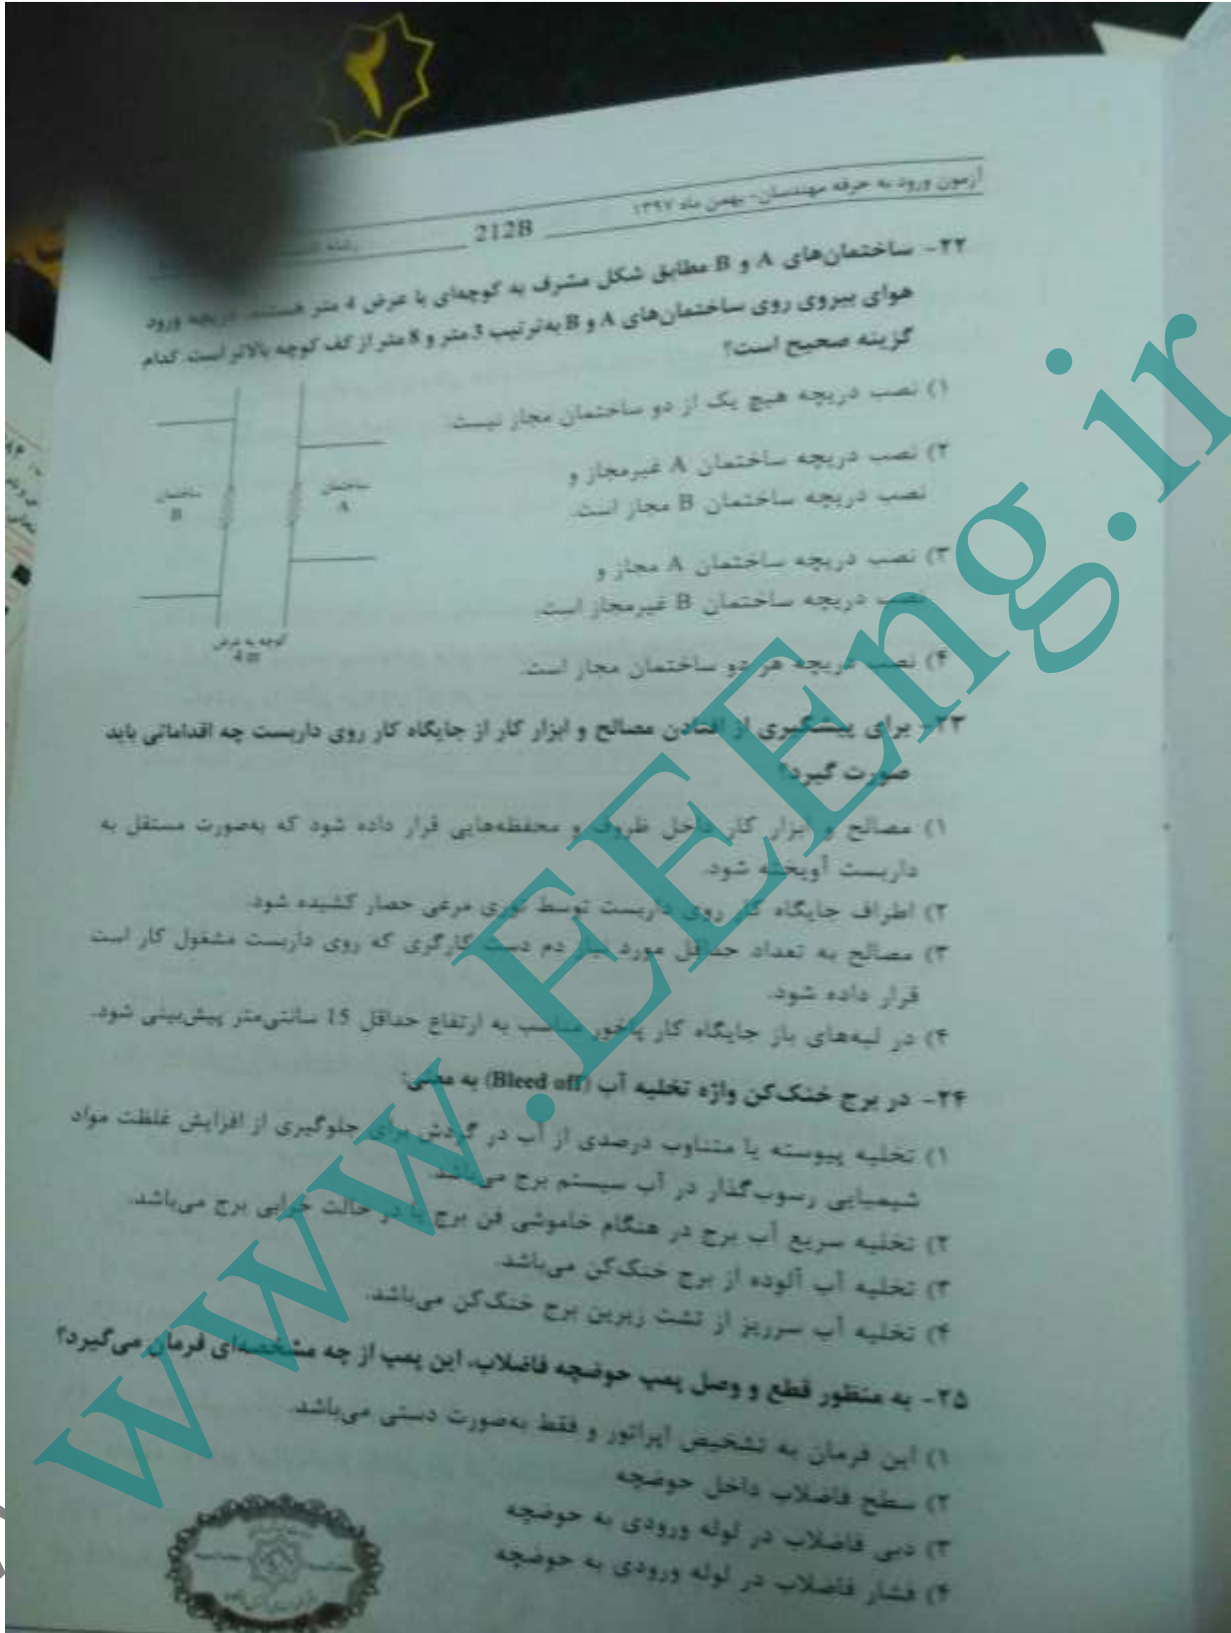 آزمون ورود به حرفه مهندسان- بهمن ماه ۱۳۹۷
212B
رشته
۲۲- ساختمان‌های A و B مطابق شکل مشرف به کوچه‌ای با عرض 4 متر هستند. دریچه ورود
هوای بیروی روی ساختمان‌های A و B به‌ترتیب 3 متر و 8 متر از کف کوچه بالاتر است. کدام
گزینه صحیح است؟
۱) نصب دریچه هیچ یک از دو ساختمان مجاز نیست.
۲) نصب دریچه ساختمان A غیرمجاز و
نصب دریچه ساختمان B مجاز است.
۳) نصب دریچه ساختمان A مجاز و
نصب دریچه ساختمان B غیرمجاز است.
۴) نصب دریچه هر دو ساختمان مجاز است.
ساختمان
B
ساختمان
A
کوچه به عرض
4 m
۲۳- برای پیشگیری از افتادن مصالح و ابزار کار از جایگاه کار روی داربست چه اقداماتی باید
صورت گیرد؟
۱) مصالح و ابزار کار داخل ظروف و محفظه‌هایی قرار داده شود که به‌صورت مستقل به
داربست آویخته شود.
۲) اطراف جایگاه کار روی داربست توسط توری مرغی حصار کشیده شود.
۳) مصالح به تعداد حداقل مورد نیاز دم دست کارگری که روی داربست مشغول کار است
قرار داده شود.
۴) در لبه‌های باز جایگاه کار پاخور مناسب به ارتفاع حداقل 15 سانتی‌متر پیش‌بینی شود.
۲۴- در برج خنک‌کن واژه تخلیه آب (Bleed off) به معنی:
۱) تخلیه پیوسته یا متناوب درصدی از آب در گردش برای جلوگیری از افزایش غلظت مواد
شیمیایی رسوب‌گذار در آب سیستم برج می‌باشد.
۲) تخلیه سریع آب برج در هنگام خاموشی فن برج یا در حالت خرابی برج می‌باشد.
۳) تخلیه آب آلوده از برج خنک‌کن می‌باشد.
۴) تخلیه آب سرریز از تشت زیرین برج خنک‌کن می‌باشد.
۲۵- به منظور قطع و وصل پمپ حوضچه فاضلاب، این پمپ از چه مشخصه‌ای فرمان می‌گیرد؟
۱) این فرمان به تشخیص اپراتور و فقط به‌صورت دستی می‌باشد.
۲) سطح فاضلاب داخل حوضچه
۳) دبی فاضلاب در لوله ورودی به حوضچه
۴) فشار فاضلاب در لوله ورودی به حوضچه
www.EEEng.ir